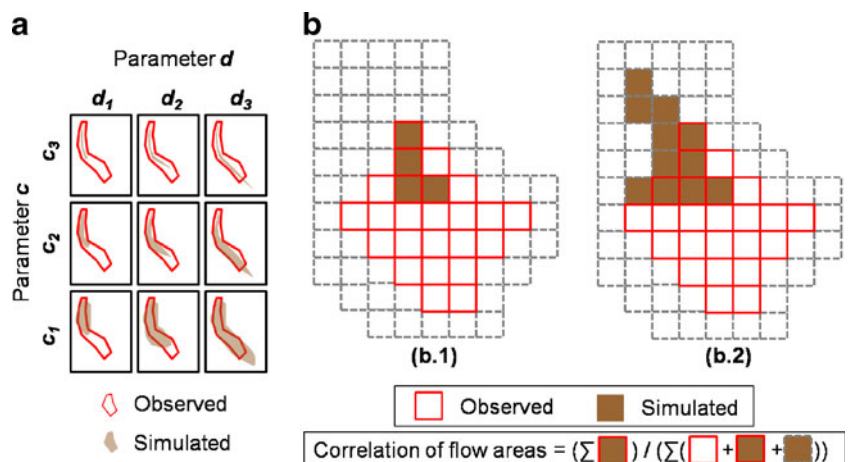 a
Parameter d
d1 d2 d3
Parameter c
c3
c2
c1
Observed
Simulated
b
(b.1) (b.2)
Observed Simulated
Correlation of flow areas = (∑ ) / (∑( + + ))